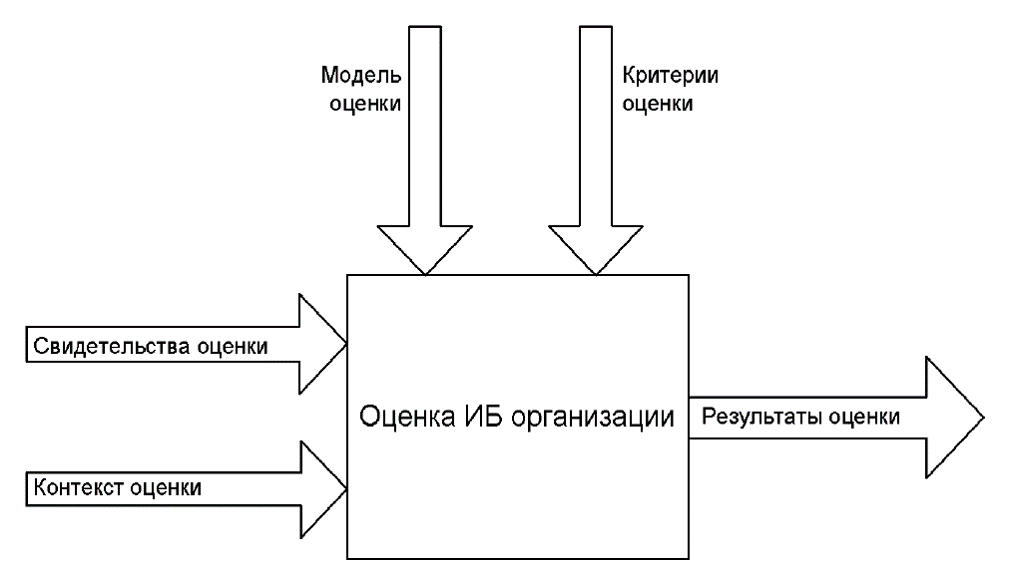 Модель
оценки
Критерии
оценки
Свидетельства оценки
Оценка ИБ организации
Результаты оценки
Контекст оценки